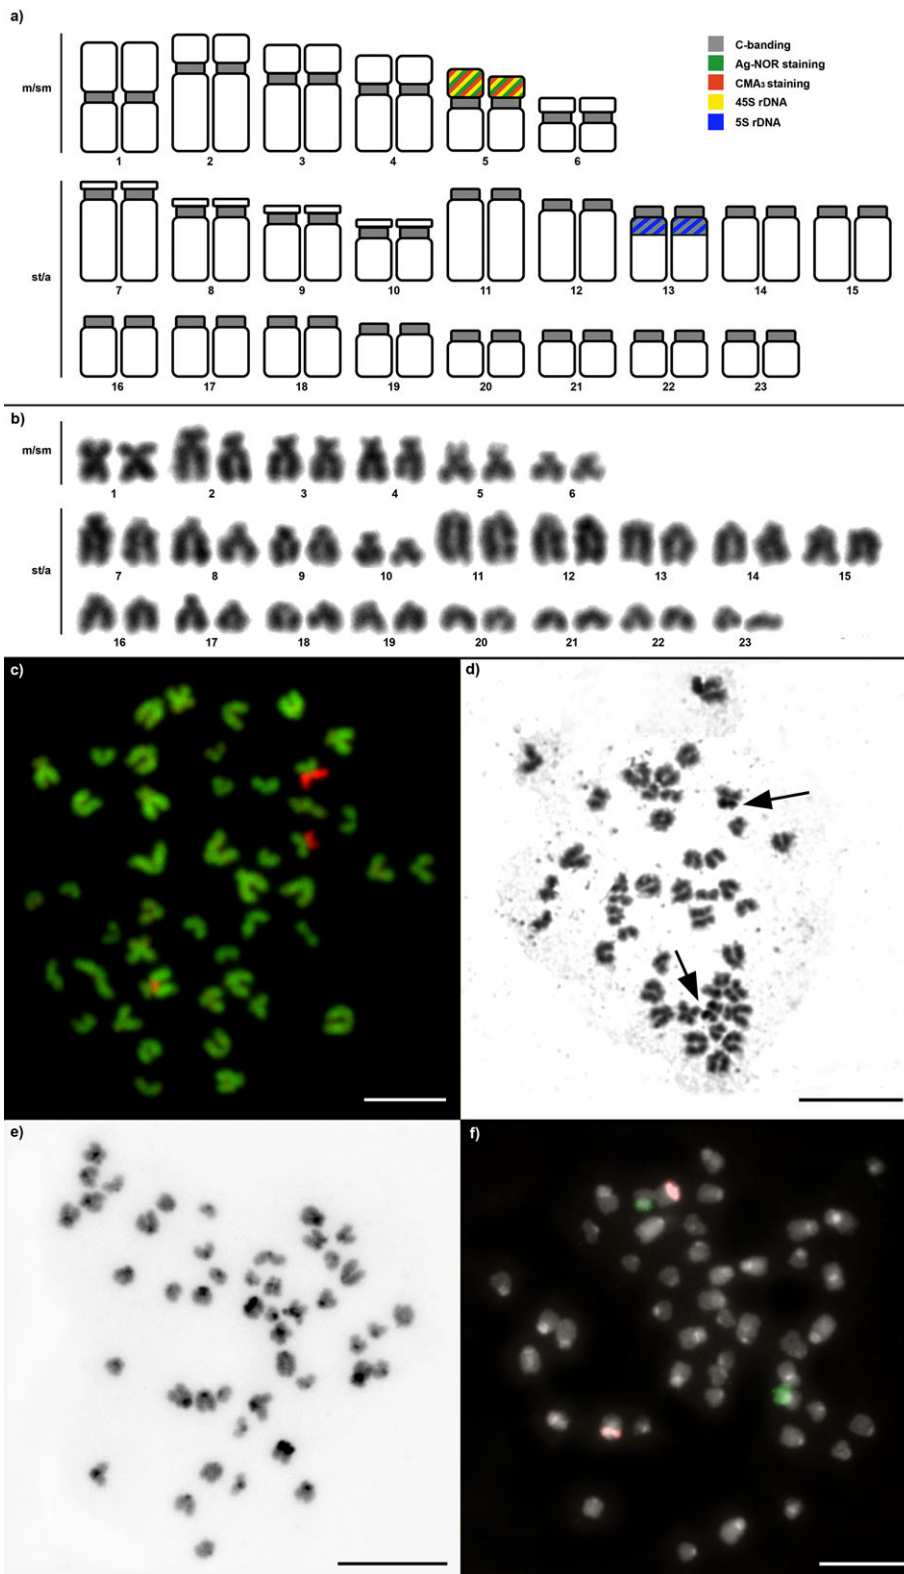 a)
m/sm
C-banding
Ag-NOR staining
CMA₃ staining
45S rDNA
5S rDNA
1 2 3 4 5 6
st/a
7 8 9 10 11 12 13 14 15
16 17 18 19 20 21 22 23
b)
m/sm
1 2 3 4 5 6
st/a
7 8 9 10 11 12 13 14 15
16 17 18 19 20 21 22 23
c)
d)
e)
f)